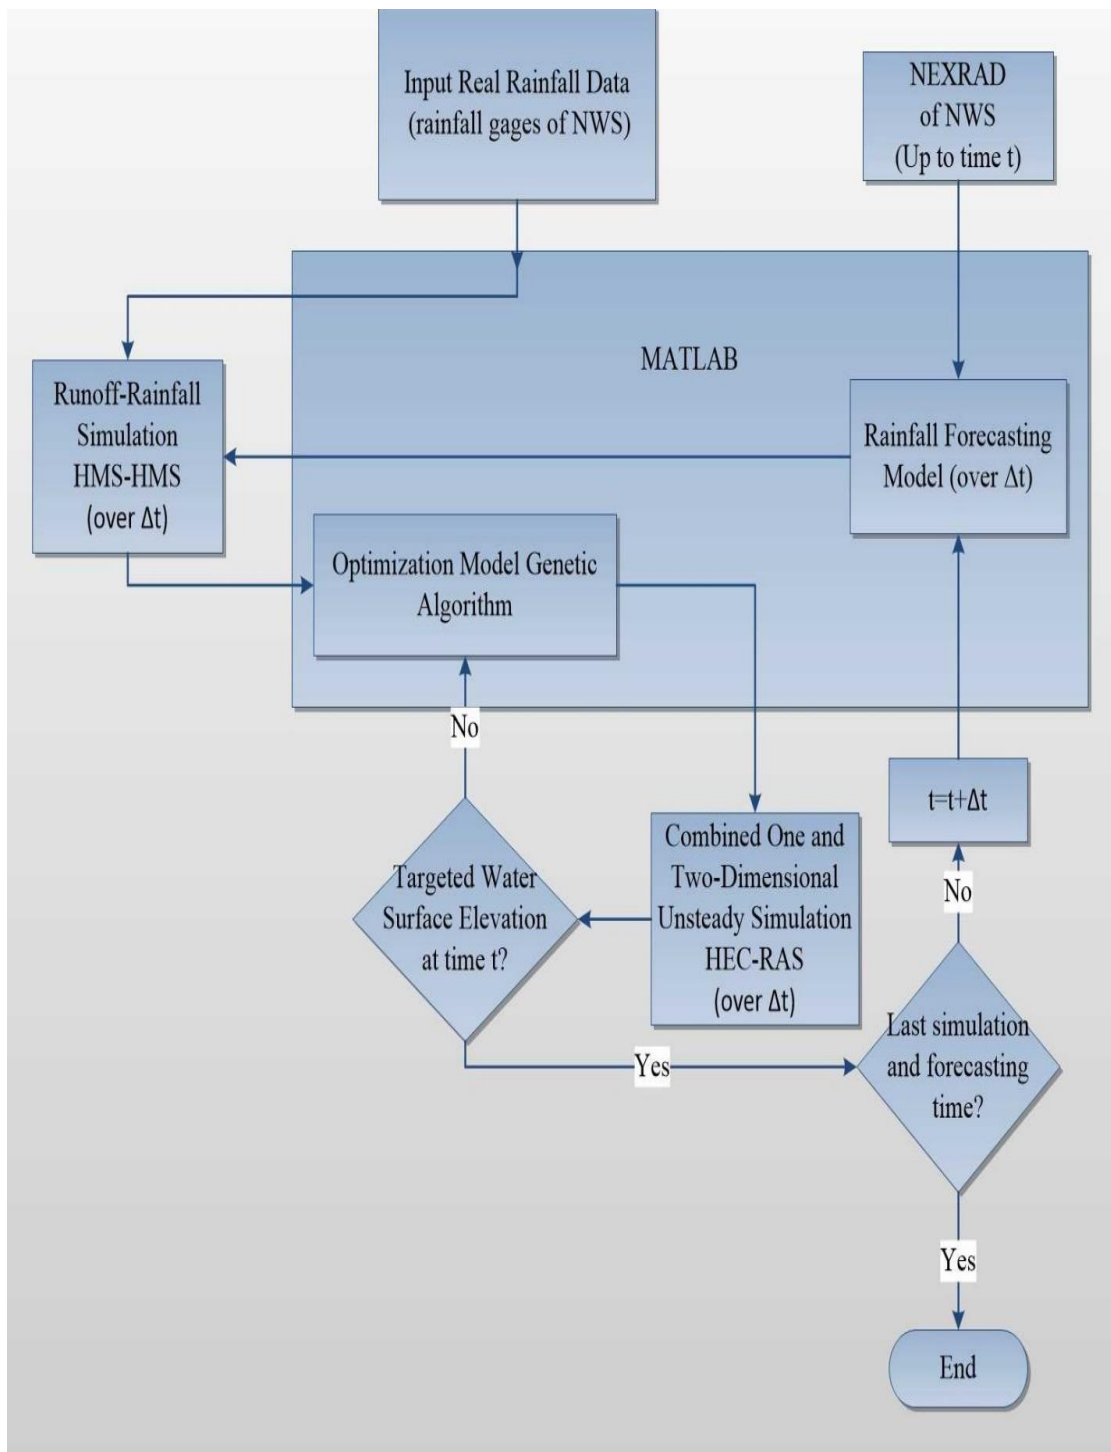 Input Real Rainfall Data
(rainfall gages of NWS)
NEXRAD
of NWS
(Up to time t)
MATLAB
Runoff-Rainfall
Simulation
HMS-HMS
(over Δt)
Rainfall Forecasting
Model (over Δt)
Optimization Model Genetic
Algorithm
No
t=t+Δt
Targeted Water
Surface Elevation
at time t?
Combined One and
Two-Dimensional
Unsteady Simulation
HEC-RAS
(over Δt)
No
Last simulation
and forecasting
time?
Yes
Yes
End